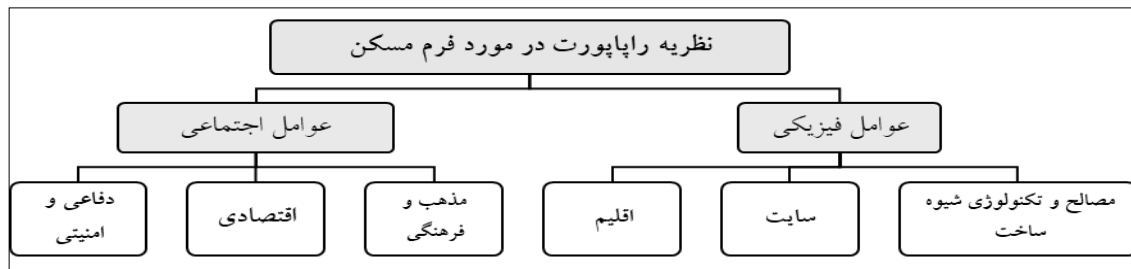 نظریه راپاپورت در مورد فرم مسکن
عوامل فیزیکی
عوامل اجتماعی
مصالح و تکنولوژی شیوه
ساخت
سایت
اقلیم
مذهب و
فرهنگی
اقتصادی
دفاعی و
امنیتی